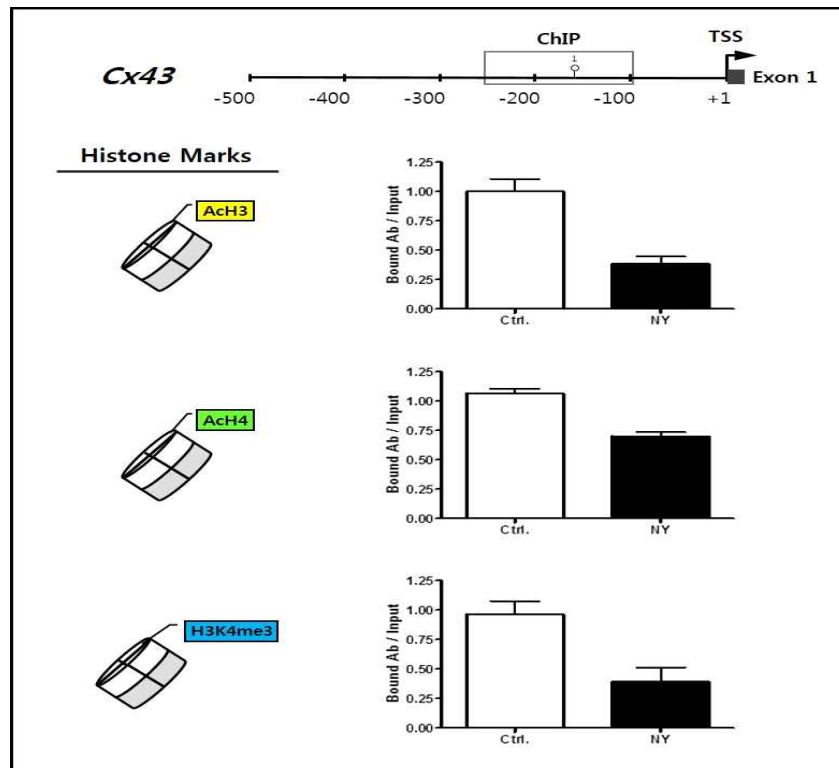 ChIP
TSS
1
Cx43
Exon 1
-500 -400 -300 -200 -100 +1
Histone Marks
AcH3
Bound Ab / Input
1.25
1.00
0.75
0.50
0.25
0.00
Ctrl. NY
AcH4
Bound Ab / Input
1.25
1.00
0.75
0.50
0.25
0.00
Ctrl. NY
H3K4me3
Bound Ab / Input
1.25
1.00
0.75
0.50
0.25
0.00
Ctrl. NY